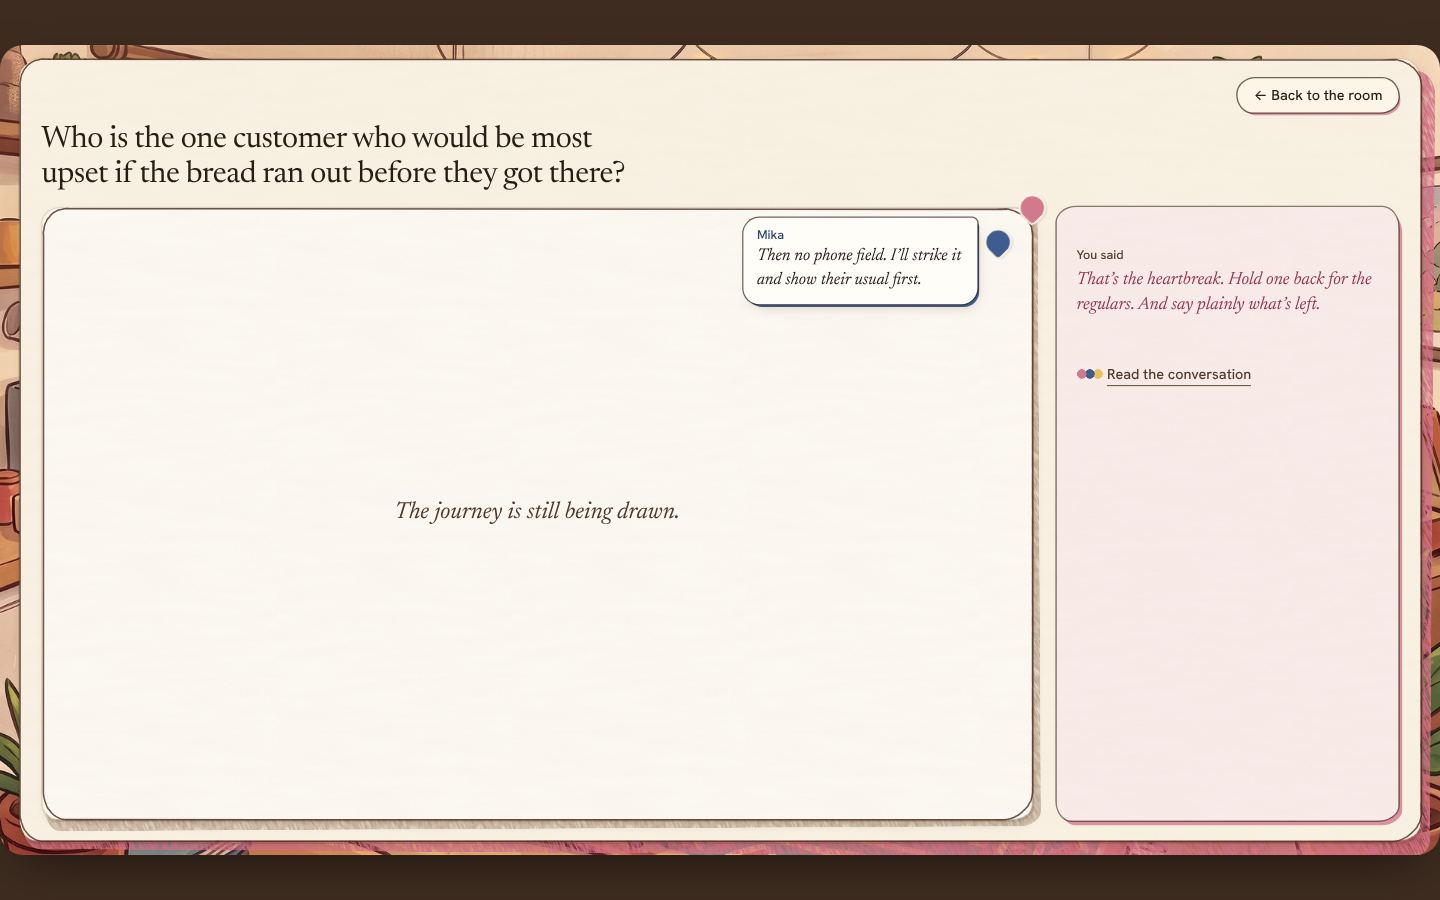 ← Back to the room
Who is the one customer who would be most
upset if the bread ran out before they got there?
Mika
Then no phone field. I’ll strike it
and show their usual first.
The journey is still being drawn.
You said
That’s the heartbreak. Hold one back for the
regulars. And say plainly what’s left.
Read the conversation